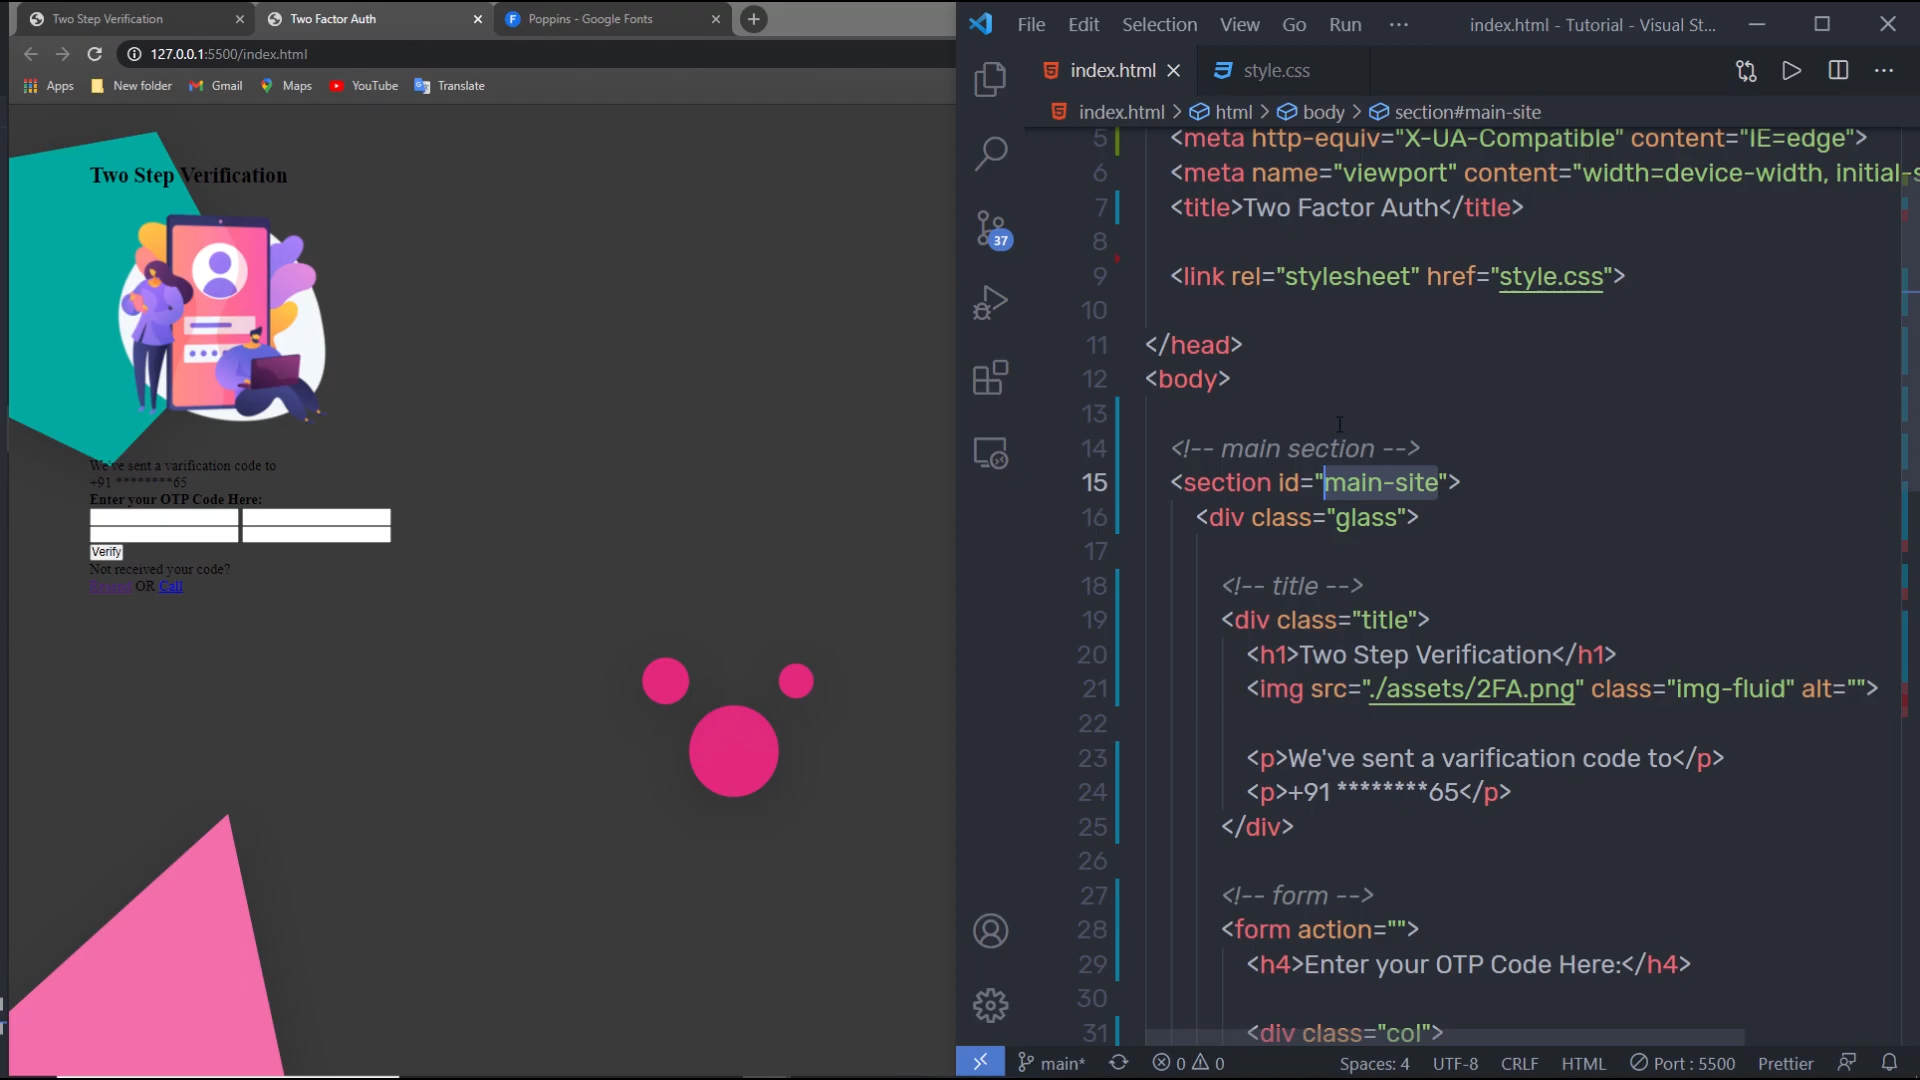 Two Step Verification
Two Factor Auth
Poppins - Google Fonts
127.0.0.1:5500/index.html
Apps
New folder
Gmail
Maps
YouTube
Translate
Two Step Verification
We've sent a varification code to
+91 ********65
Enter your OTP Code Here:
Verify
Not received your code?
Resend OR Call
File Edit Selection View Go Run ··· index.html - Tutorial - Visual St...
index.html
style.css
index.html > html > body > section#main-site
37
5 <meta http-equiv="X-UA-Compatible" content="IE=edge">
6 <meta name="viewport" content="width=device-width, initial-s
7 <title>Two Factor Auth</title>
8
9 <link rel="stylesheet" href="style.css">
10
11 </head>
12 <body>
13
14 <!-- main section -->
15 <section id="main-site">
16 <div class="glass">
17
18 <!-- title -->
19 <div class="title">
20 <h1>Two Step Verification</h1>
21 <img src="./assets/2FA.png" class="img-fluid" alt="">
22
23 <p>We've sent a varification code to</p>
24 <p>+91 ********65</p>
25 </div>
26
27 <!-- form -->
28 <form action="">
29 <h4>Enter your OTP Code Here:</h4>
30
31 <div class="col">
main* 0 0 Spaces: 4 UTF-8 CRLF HTML Port : 5500 Prettier